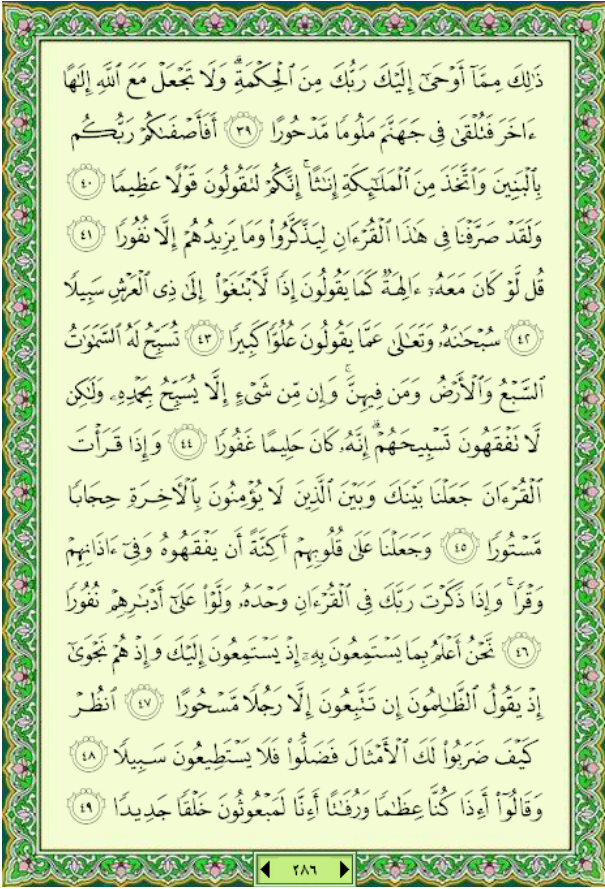 ذَٰلِكَ مِمَّآ أَوۡحَىٰٓ إِلَيۡكَ رَبُّكَ مِنَ ٱلۡحِكۡمَةِۗ وَلَا تَجۡعَلۡ مَعَ ٱللَّهِ إِلَٰهًا
ءَاخَرَ فَتُلۡقَىٰ فِي جَهَنَّمَ مَلُومٗا مَّدۡحُورًا ٣٩ أَفَأَصۡفَىٰكُمۡ رَبُّكُم
بِٱلۡبَنِينَ وَٱتَّخَذَ مِنَ ٱلۡمَلَٰٓئِكَةِ إِنَٰثًاۚ إِنَّكُمۡ لَتَقُولُونَ قَوۡلًا عَظِيمٗا ٤٠
وَلَقَدۡ صَرَّفۡنَا فِي هَٰذَا ٱلۡقُرۡءَانِ لِيَذَّكَّرُواْ وَمَا يَزِيدُهُمۡ إِلَّا نُفُورٗا ٤١
قُل لَّوۡ كَانَ مَعَهُۥٓ ءَالِهَةٞ كَمَا يَقُولُونَ إِذٗا لَّٱبۡتَغَوۡاْ إِلَىٰ ذِي ٱلۡعَرۡشِ سَبِيلٗا
٤٢ سُبۡحَٰنَهُۥ وَتَعَٰلَىٰ عَمَّا يَقُولُونَ عُلُوّٗا كَبِيرٗا ٤٣ تُسَبِّحُ لَهُ ٱلسَّمَٰوَٰتُ
ٱلسَّبۡعُ وَٱلۡأَرۡضُ وَمَن فِيهِنَّۚ وَإِن مِّن شَيۡءٍ إِلَّا يُسَبِّحُ بِحَمۡدِهِۦ وَلَٰكِن
لَّا تَفۡقَهُونَ تَسۡبِيحَهُمۡۗ إِنَّهُۥ كَانَ حَلِيمًا غَفُورٗا ٤٤ وَإِذَا قَرَأۡتَ
ٱلۡقُرۡءَانَ جَعَلۡنَا بَيۡنَكَ وَبَيۡنَ ٱلَّذِينَ لَا يُؤۡمِنُونَ بِٱلۡأٓخِرَةِ حِجَابٗا
مَّسۡتُورٗا ٤٥ وَجَعَلۡنَا عَلَىٰ قُلُوبِهِمۡ أَكِنَّةً أَن يَفۡقَهُوهُ وَفِيٓ ءَاذَانِهِمۡ
وَقۡرٗاۚ وَإِذَا ذَكَرۡتَ رَبَّكَ فِي ٱلۡقُرۡءَانِ وَحۡدَهُۥ وَلَّوۡاْ عَلَىٰٓ أَدۡبَٰرِهِمۡ نُفُورٗا
٤٦ نَّحۡنُ أَعۡلَمُ بِمَا يَسۡتَمِعُونَ بِهِۦٓ إِذۡ يَسۡتَمِعُونَ إِلَيۡكَ وَإِذۡ هُمۡ نَجۡوَىٰٓ
إِذۡ يَقُولُ ٱلظَّٰلِمُونَ إِن تَتَّبِعُونَ إِلَّا رَجُلٗا مَّسۡحُورًا ٤٧ ٱنظُرۡ
كَيۡفَ ضَرَبُواْ لَكَ ٱلۡأَمۡثَالَ فَضَلُّواْ فَلَا يَسۡتَطِيعُونَ سَبِيلٗا ٤٨
وَقَالُوٓاْ أَءِذَا كُنَّا عِظَٰمٗا وَرُفَٰتًا أَءِنَّا لَمَبۡعُوثُونَ خَلۡقٗا جَدِيدٗا ٤٩
٢٨٦